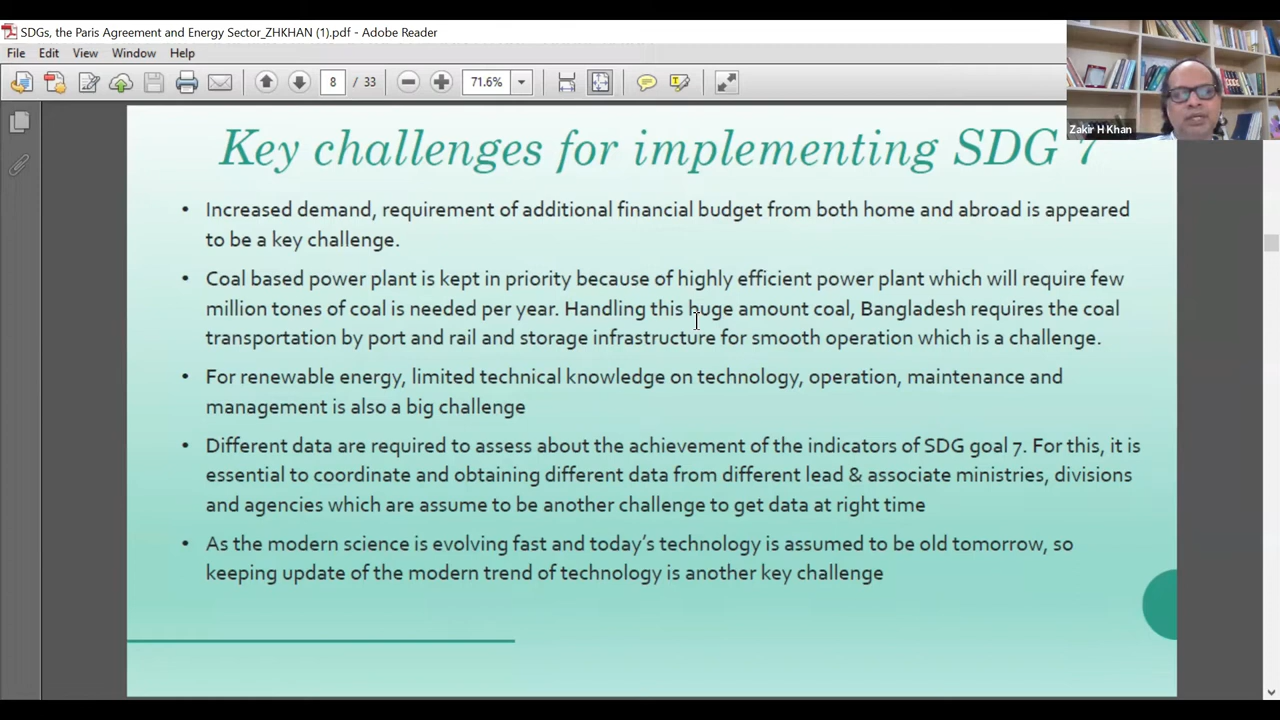 SDGs, the Paris Agreement and Energy Sector_ZHKHAN (1).pdf - Adobe Reader
File Edit View Window Help
8 / 33 71.6%
Zakir H Khan
Key challenges for implementing SDG 7
• Increased demand, requirement of additional financial budget from both home and abroad is appeared
to be a key challenge.
• Coal based power plant is kept in priority because of highly efficient power plant which will require few
million tones of coal is needed per year. Handling this huge amount coal, Bangladesh requires the coal
transportation by port and rail and storage infrastructure for smooth operation which is a challenge.
• For renewable energy, limited technical knowledge on technology, operation, maintenance and
management is also a big challenge
• Different data are required to assess about the achievement of the indicators of SDG goal 7. For this, it is
essential to coordinate and obtaining different data from different lead & associate ministries, divisions
and agencies which are assume to be another challenge to get data at right time
• As the modern science is evolving fast and today's technology is assumed to be old tomorrow, so
keeping update of the modern trend of technology is another key challenge